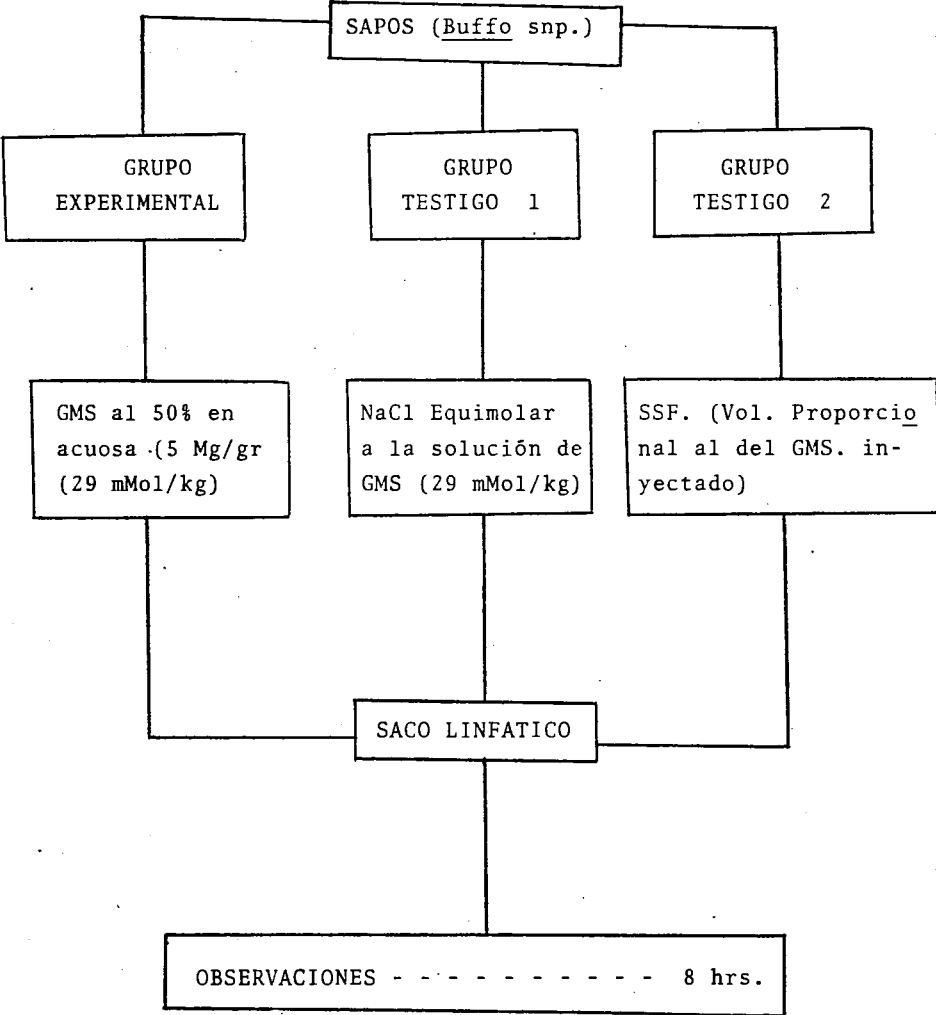 SAPOS (Buffo snp.)
GRUPO
EXPERIMENTAL
GRUPO
TESTIGO 1
GRUPO
TESTIGO 2
GMS al 50% en
acuosa (5 Mg/gr
(29 mMol/kg)
NaCl Equimolar
a la solución de
GMS (29 mMol/kg)
SSF. (Vol. Proporcio
nal al del GMS. in-
yectado)
SACO LINFATICO
OBSERVACIONES - - - - - - - - - - 8 hrs.